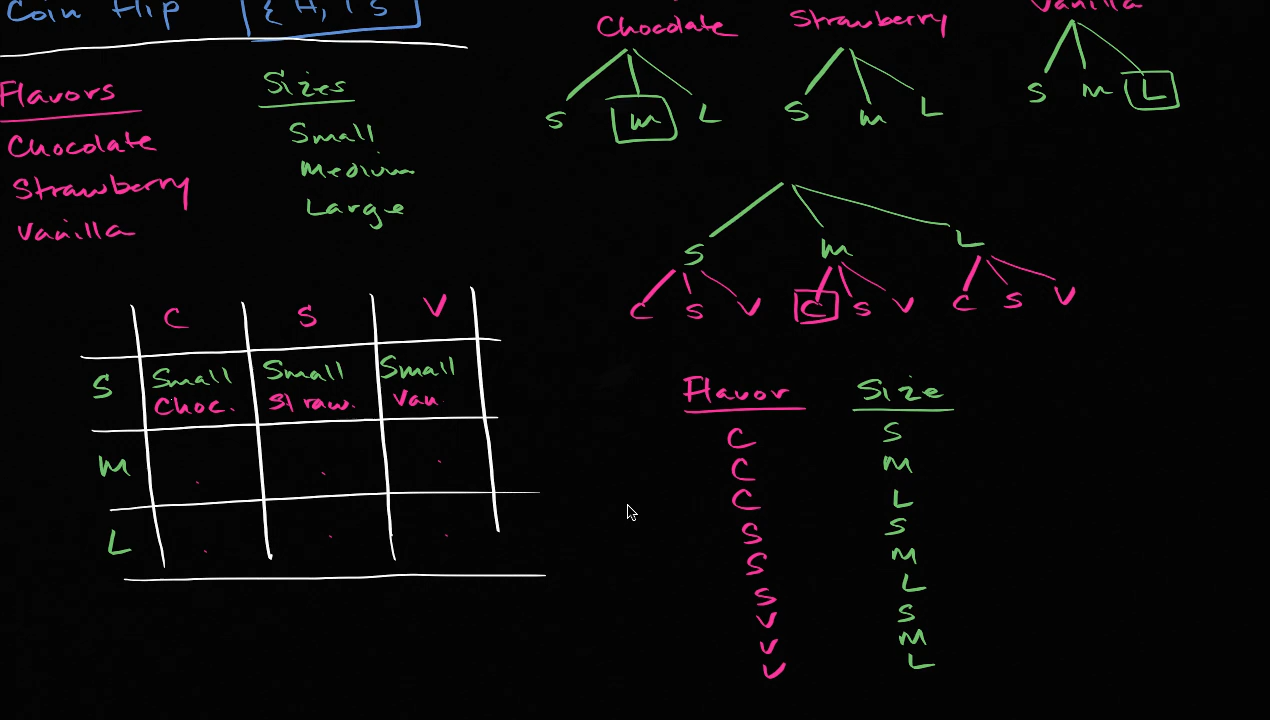 Coin Flip {H, T}
Flavors
Chocolate
Strawberry
Vanilla
Sizes
Small
Medium
Large
C S V
S Small Choc. Small Straw. Small Van.
M
L
Chocolate
S M L
Strawberry
S M L
Vanilla
S M L
S M L
C S V C S V C S V
Flavor Size
C S
C M
C L
S S
S M
S L
V S
V M
V L